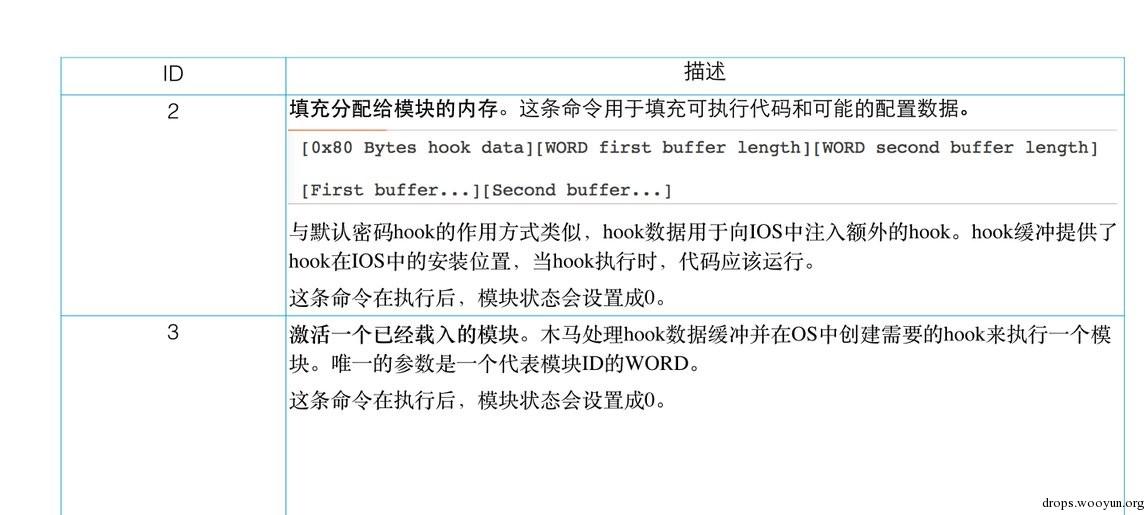 ID 描述
2 填充分配给模块的内存。这条命令用于填充可执行代码和可能的配置数据。
[0x80 Bytes hook data][WORD first buffer length][WORD second buffer length]
[First buffer...][Second buffer...]
与默认密码hook的作用方式类似，hook数据用于向IOS中注入额外的hook。hook缓冲提供了
hook在IOS中的安装位置，当hook执行时，代码应该运行。
这条命令在执行后，模块状态会设置成0。
3 激活一个已经载入的模块。木马处理hook数据缓冲并在OS中创建需要的hook来执行一个模
块。唯一的参数是一个代表模块ID的WORD。
这条命令在执行后，模块状态会设置成0。
drops.wooyun.org